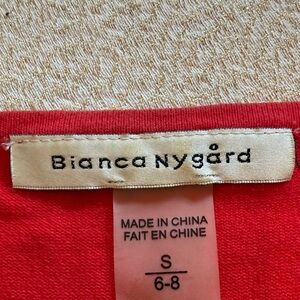 Bianca Nygård
MADE IN CHINA
FAIT EN CHINE
S
6-8